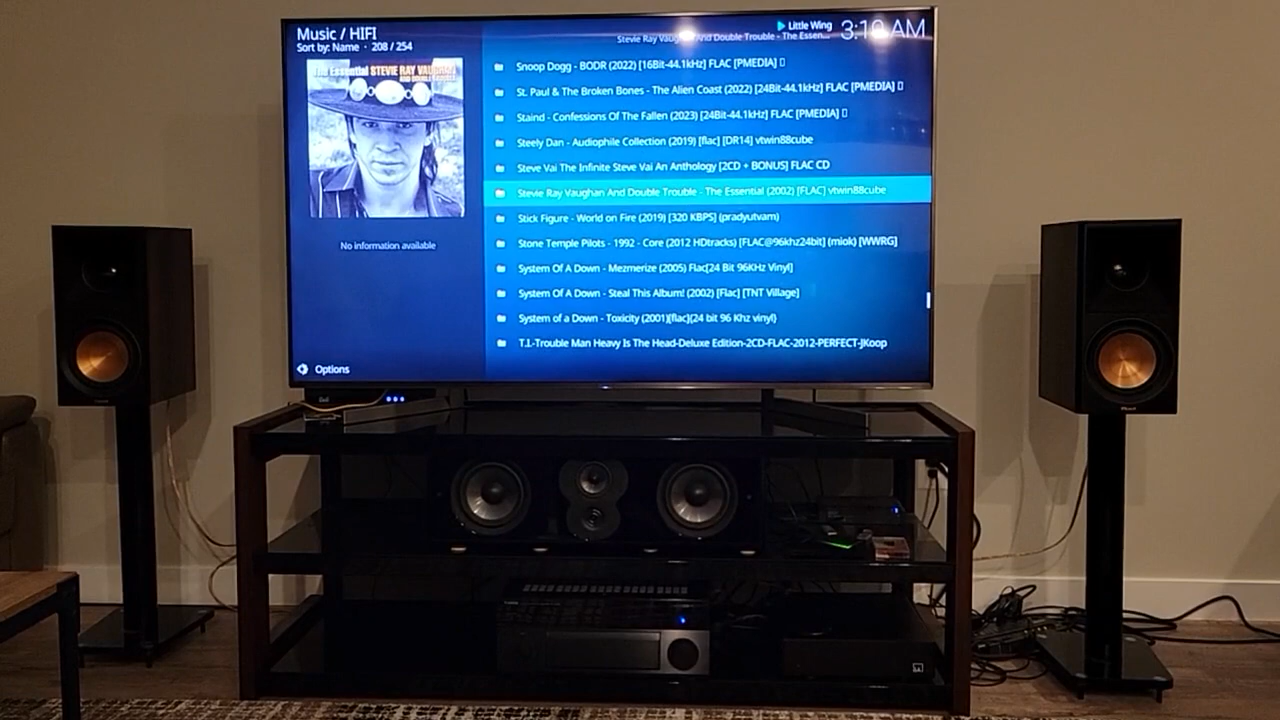 Music / HIFI
Sort by: Name · 208 / 254
Little Wing
3:10 AM
Stevie Ray Vaughan And Double Trouble - The Essen...
The Essential STEVIE RAY VAUGHAN
AND DOUBLE TROUBLE
No information available
Snoop Dogg - BODR (2022) [16Bit-44.1kHz] FLAC [PMEDIA]
St. Paul & The Broken Bones - The Alien Coast (2022) [24Bit-44.1kHz] FLAC [PMEDIA]
Staind - Confessions Of The Fallen (2023) [24Bit-44.1kHz] FLAC [PMEDIA]
Steely Dan - Audiophile Collection (2019) [flac] [DR14] vtwin88cube
Steve Vai The Infinite Steve Vai An Anthology [2CD + BONUS] FLAC CD
Stevie Ray Vaughan And Double Trouble - The Essential (2002) [FLAC] vtwin88cube
Stick Figure - World on Fire (2019) [320 KBPS] (pradyutvam)
Stone Temple Pilots - 1992 - Core (2012 HDtracks) [FLAC@96khz24bit] (miok) [WWRG]
System Of A Down - Mezmerize (2005) Flac[24 Bit 96KHz Vinyl]
System Of A Down - Steal This Album! (2002) [Flac] [TNT Village]
System of a Down - Toxicity (2001)[flac]{24 bit 96 Khz vinyl}
T.I.-Trouble Man Heavy Is The Head-Deluxe Edition-2CD-FLAC-2012-PERFECT-JKoop
Options
Bell